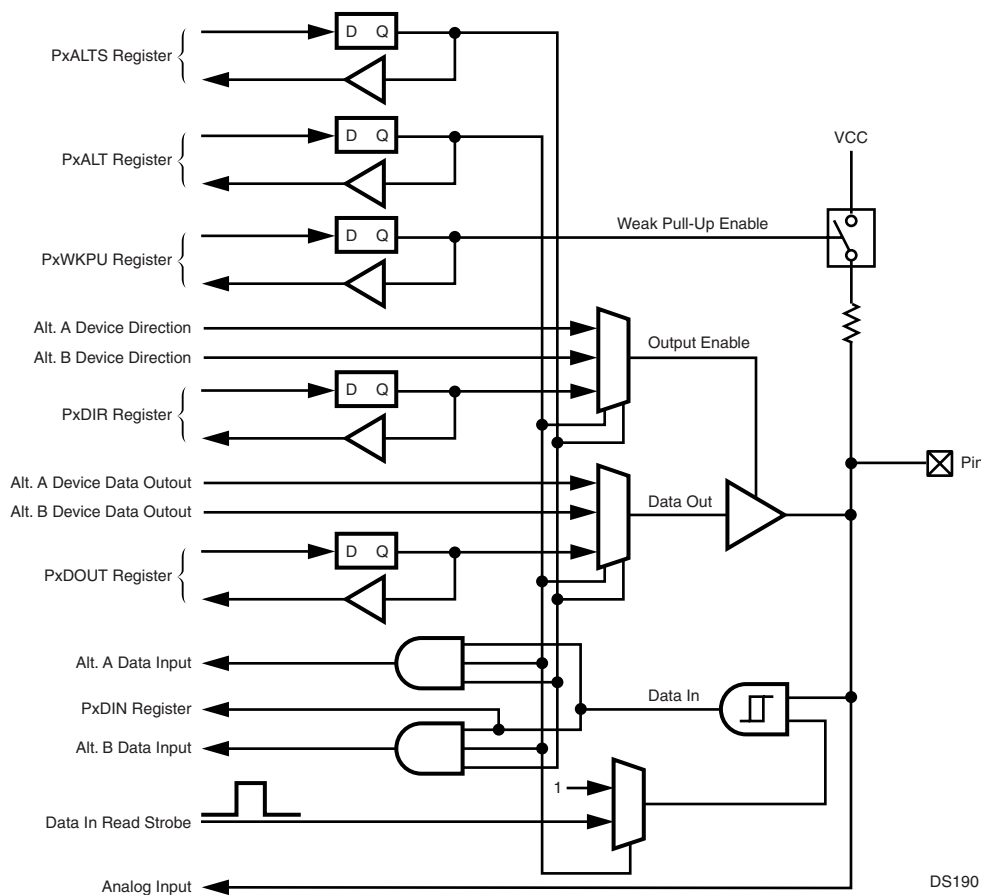 PxALTS Register
D Q
PxALT Register
D Q
VCC
PxWKPU Register
D Q
Weak Pull-Up Enable
Alt. A Device Direction
Alt. B Device Direction
Output Enable
PxDIR Register
D Q
Pin
Alt. A Device Data Outout
Alt. B Device Data Outout
Data Out
PxDOUT Register
D Q
Alt. A Data Input
PxDIN Register
Data In
Alt. B Data Input
1
Data In Read Strobe
Analog Input
DS190